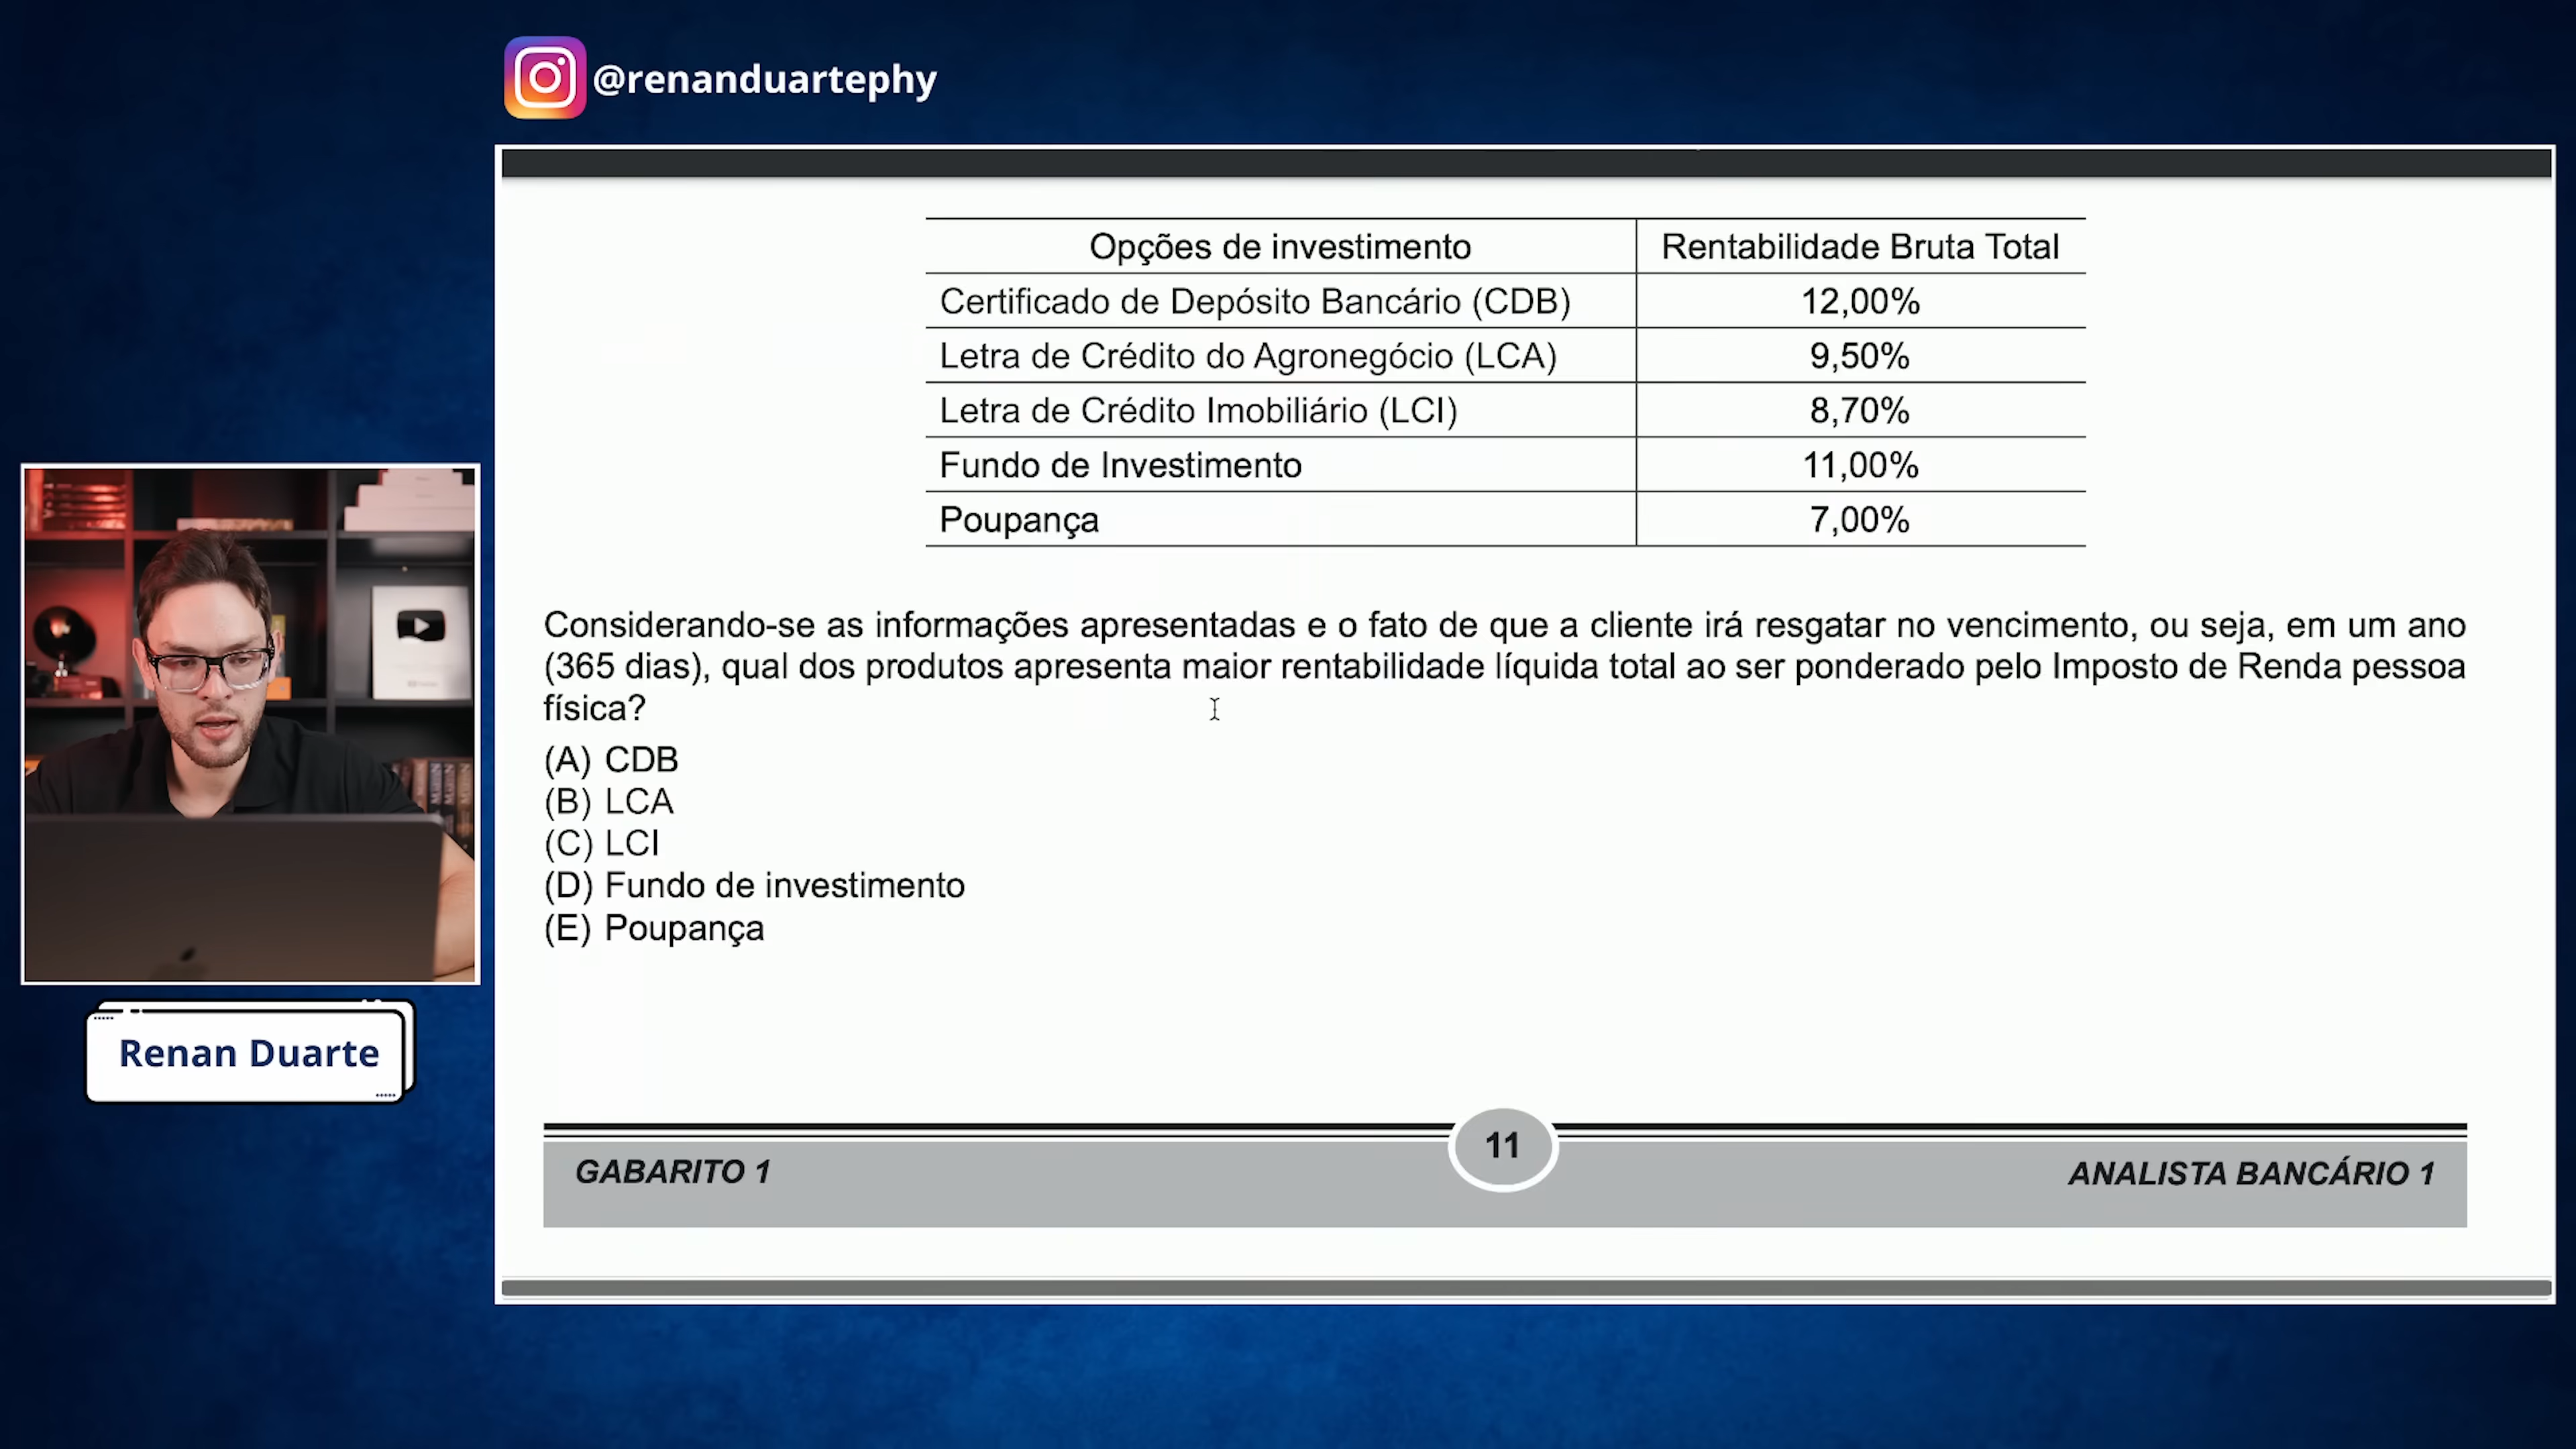 @renanduartephy
Opções de investimento Rentabilidade Bruta Total
Certificado de Depósito Bancário (CDB) 12,00%
Letra de Crédito do Agronegócio (LCA) 9,50%
Letra de Crédito Imobiliário (LCI) 8,70%
Fundo de Investimento 11,00%
Poupança 7,00%
Considerando-se as informações apresentadas e o fato de que a cliente irá resgatar no vencimento, ou seja, em um ano
(365 dias), qual dos produtos apresenta maior rentabilidade líquida total ao ser ponderado pelo Imposto de Renda pessoa
física?
(A) CDB
(B) LCA
(C) LCI
(D) Fundo de investimento
(E) Poupança
Renan Duarte
11
GABARITO 1
ANALISTA BANCÁRIO 1